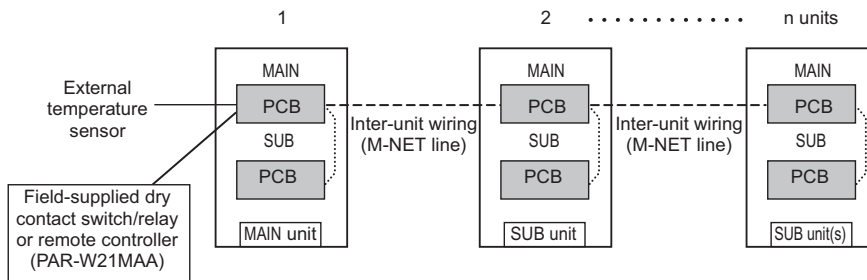 1
2
n units
MAIN
PCB
SUB
PCB
MAIN unit
External
temperature
sensor
Field-supplied dry
contact switch/relay
or remote controller
(PAR-W21MAA)
Inter-unit wiring
(M-NET line)
MAIN
PCB
SUB
PCB
SUB unit
Inter-unit wiring
(M-NET line)
MAIN
PCB
SUB
PCB
SUB unit(s)